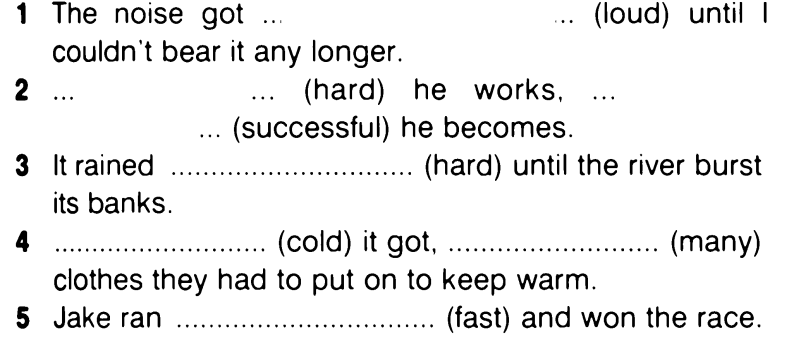 1 The noise got ... ... (loud) until I
couldn't bear it any longer.
2 ... ... (hard) he works, ...
... (successful) he becomes.
3 It rained .............................. (hard) until the river burst
its banks.
4 .......................... (cold) it got, .......................... (many)
clothes they had to put on to keep warm.
5 Jake ran ................................ (fast) and won the race.